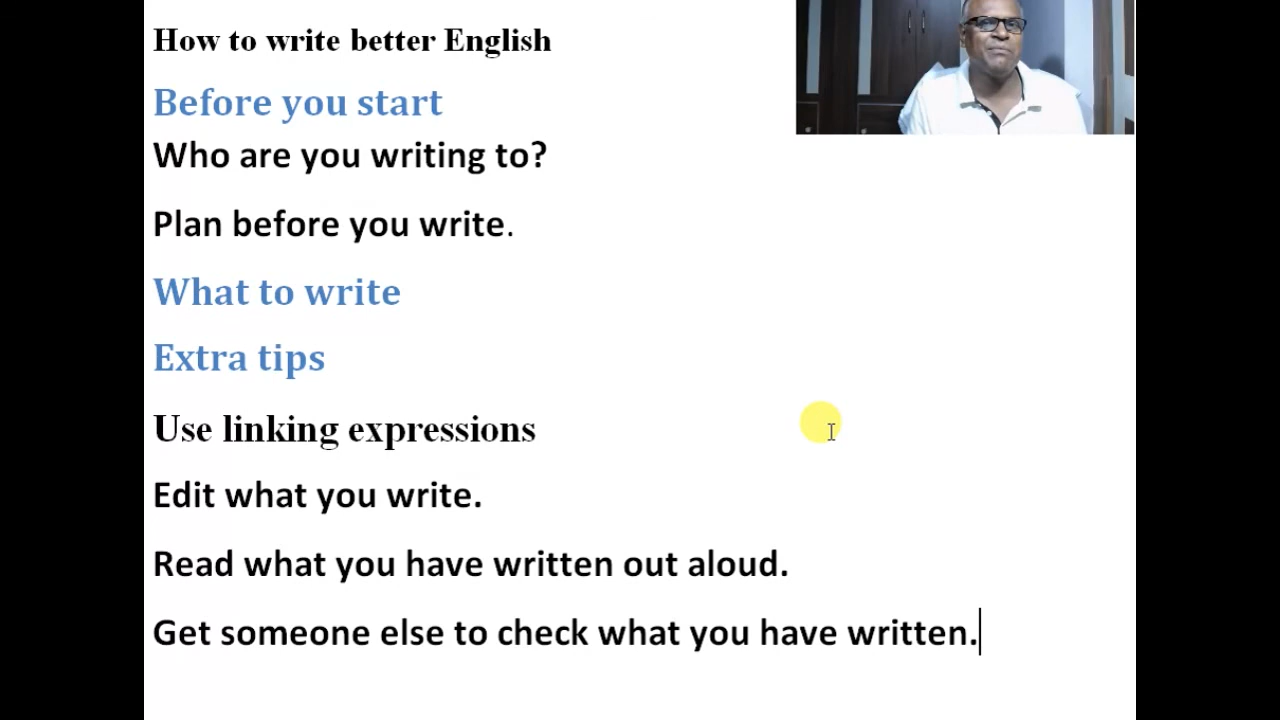 How to write better English
Before you start
Who are you writing to?
Plan before you write.
What to write
Extra tips
Use linking expressions
Edit what you write.
Read what you have written out aloud.
Get someone else to check what you have written.